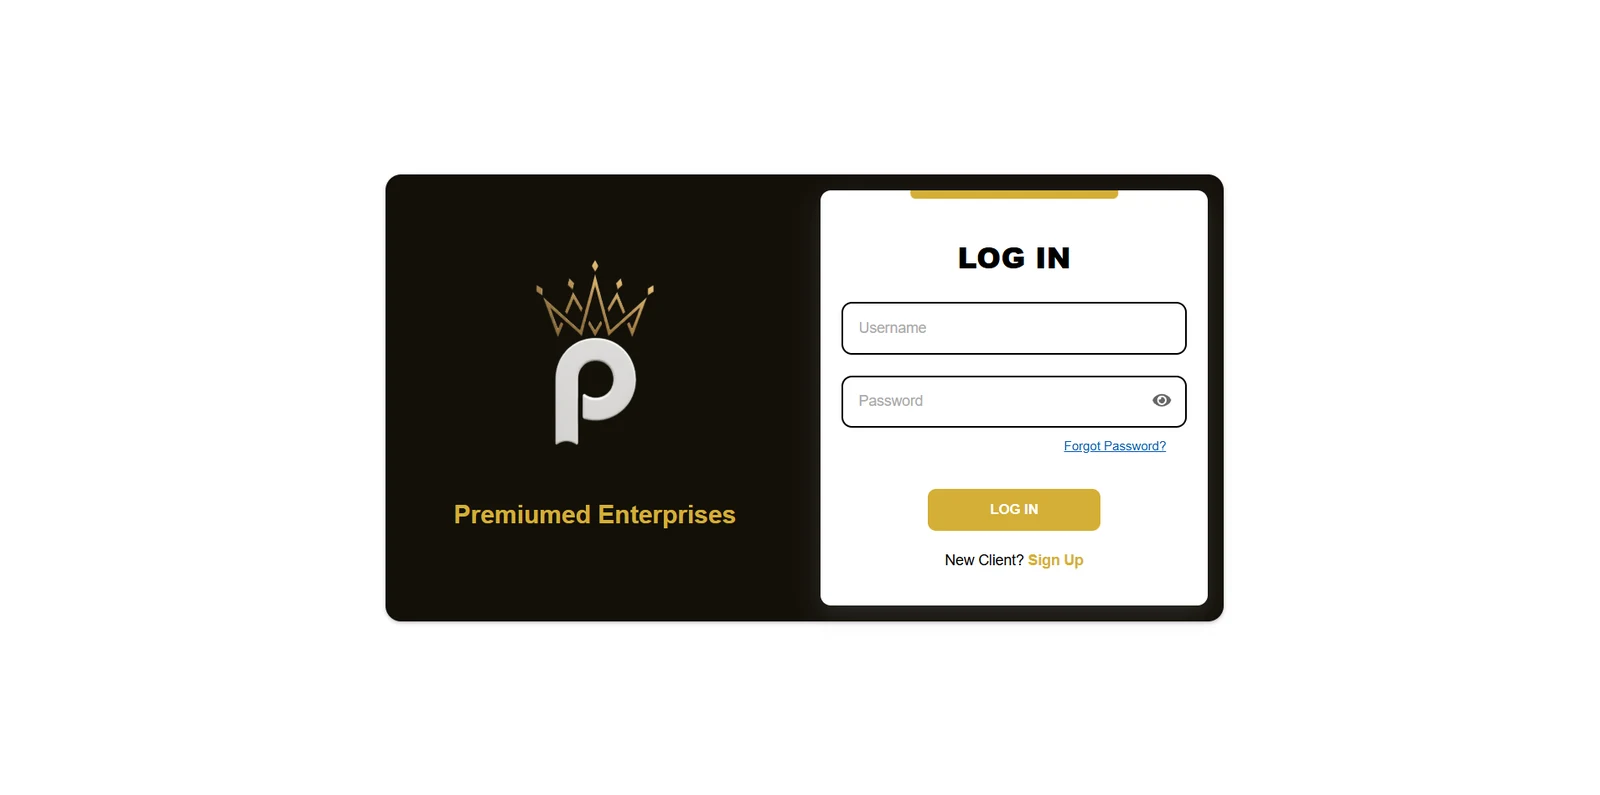 P
Premiumed Enterprises
LOG IN
Username
Password
Forgot Password?
LOG IN
New Client? Sign Up